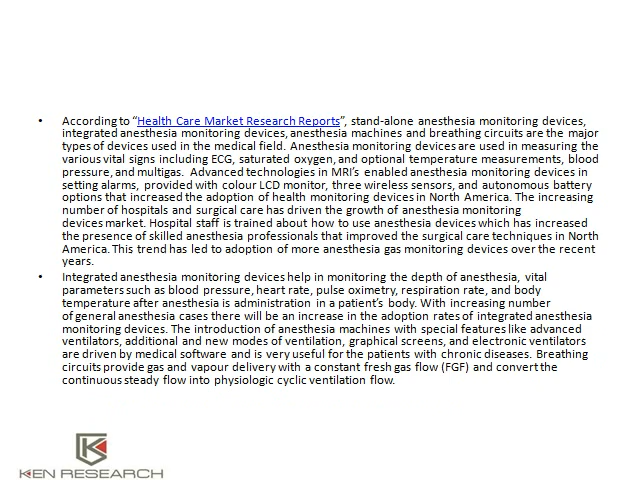 • According to “Health Care Market Research Reports”, stand-alone anesthesia monitoring devices,
integrated anesthesia monitoring devices, anesthesia machines and breathing circuits are the major
types of devices used in the medical field. Anesthesia monitoring devices are used in measuring the
various vital signs including ECG, saturated oxygen, and optional temperature measurements, blood
pressure, and multigas. Advanced technologies in MRI’s enabled anesthesia monitoring devices in
setting alarms, provided with colour LCD monitor, three wireless sensors, and autonomous battery
options that increased the adoption of health monitoring devices in North America. The increasing
number of hospitals and surgical care has driven the growth of anesthesia monitoring
devices market. Hospital staff is trained about how to use anesthesia devices which has increased
the presence of skilled anesthesia professionals that improved the surgical care techniques in North
America. This trend has led to adoption of more anesthesia gas monitoring devices over the recent
years.
• Integrated anesthesia monitoring devices help in monitoring the depth of anesthesia, vital
parameters such as blood pressure, heart rate, pulse oximetry, respiration rate, and body
temperature after anesthesia is administration in a patient’s body. With increasing number
of general anesthesia cases there will be an increase in the adoption rates of integrated anesthesia
monitoring devices. The introduction of anesthesia machines with special features like advanced
ventilators, additional and new modes of ventilation, graphical screens, and electronic ventilators
are driven by medical software and is very useful for the patients with chronic diseases. Breathing
circuits provide gas and vapour delivery with a constant fresh gas flow (FGF) and convert the
continuous steady flow into physiologic cyclic ventilation flow.
KEN RESEARCH